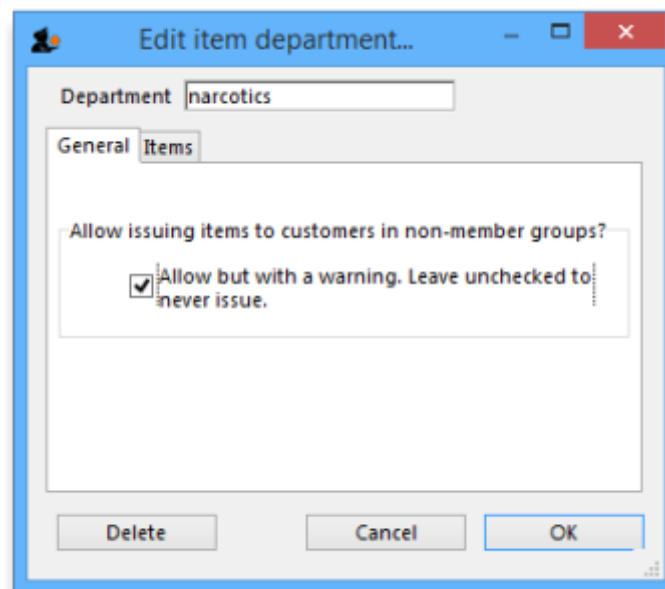 Edit item department...
Department narcotics
General Items
Allow issuing items to customers in non-member groups?
Allow but with a warning. Leave unchecked to
never issue.
Delete Cancel OK